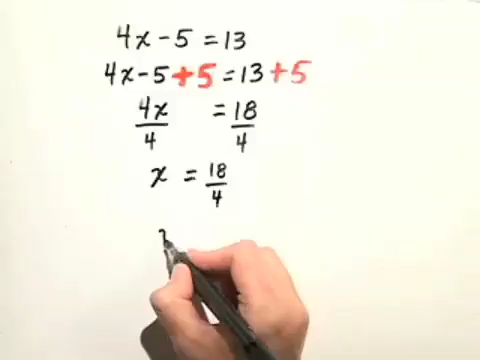 4x - 5 = 13
4x - 5 + 5 = 13 + 5
4x/4 = 18/4
x = 18/4